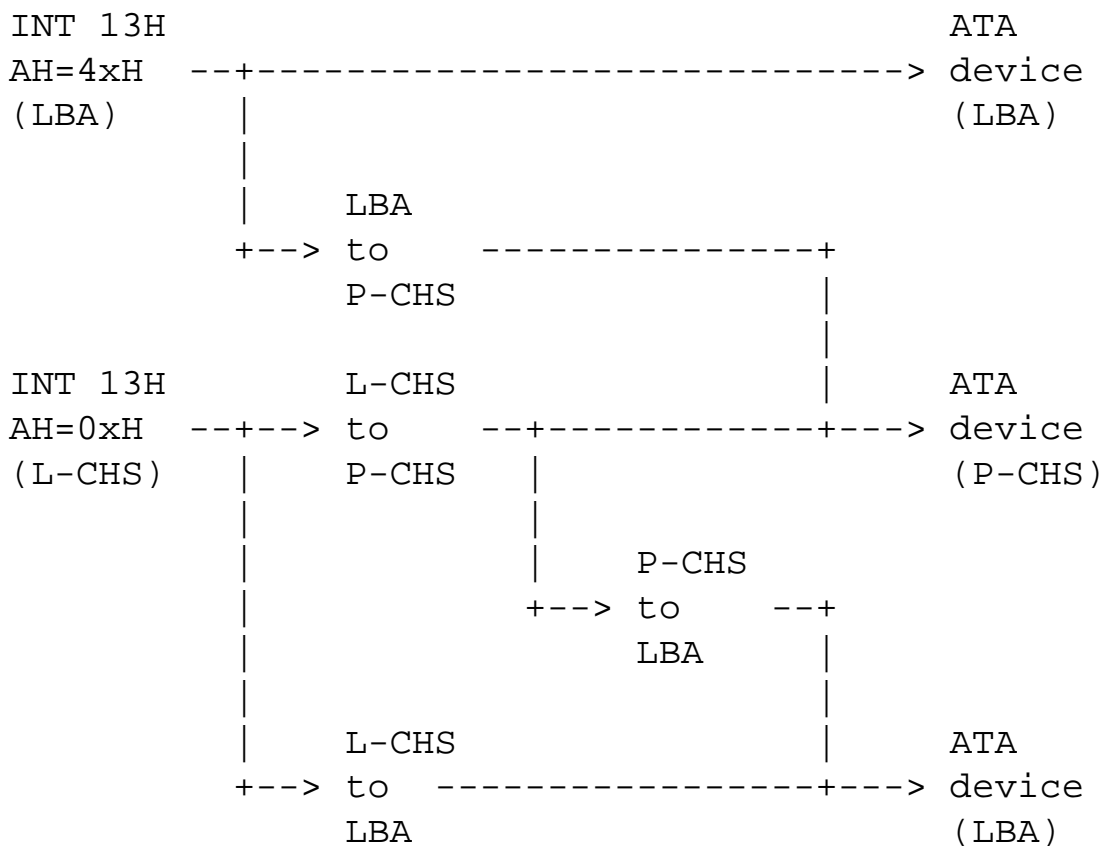 INT 13H                                           ATA
AH=4xH  --+-----------------------------> device
(LBA)     |                                       (LBA)
          |
          |    LBA
          +--> to    ---------------+
               P-CHS                |
                                    |
INT 13H        L-CHS                |    ATA
AH=0xH  --+--> to    --+------------+---> device
(L-CHS)   |    P-CHS   |                 (P-CHS)
          |            |
          |            |    P-CHS
          |            +--> to    --+
          |                 LBA     |
          |                         |
          |    L-CHS                |    ATA
          +--> to  -----------------+---> device
               LBA                       (LBA)